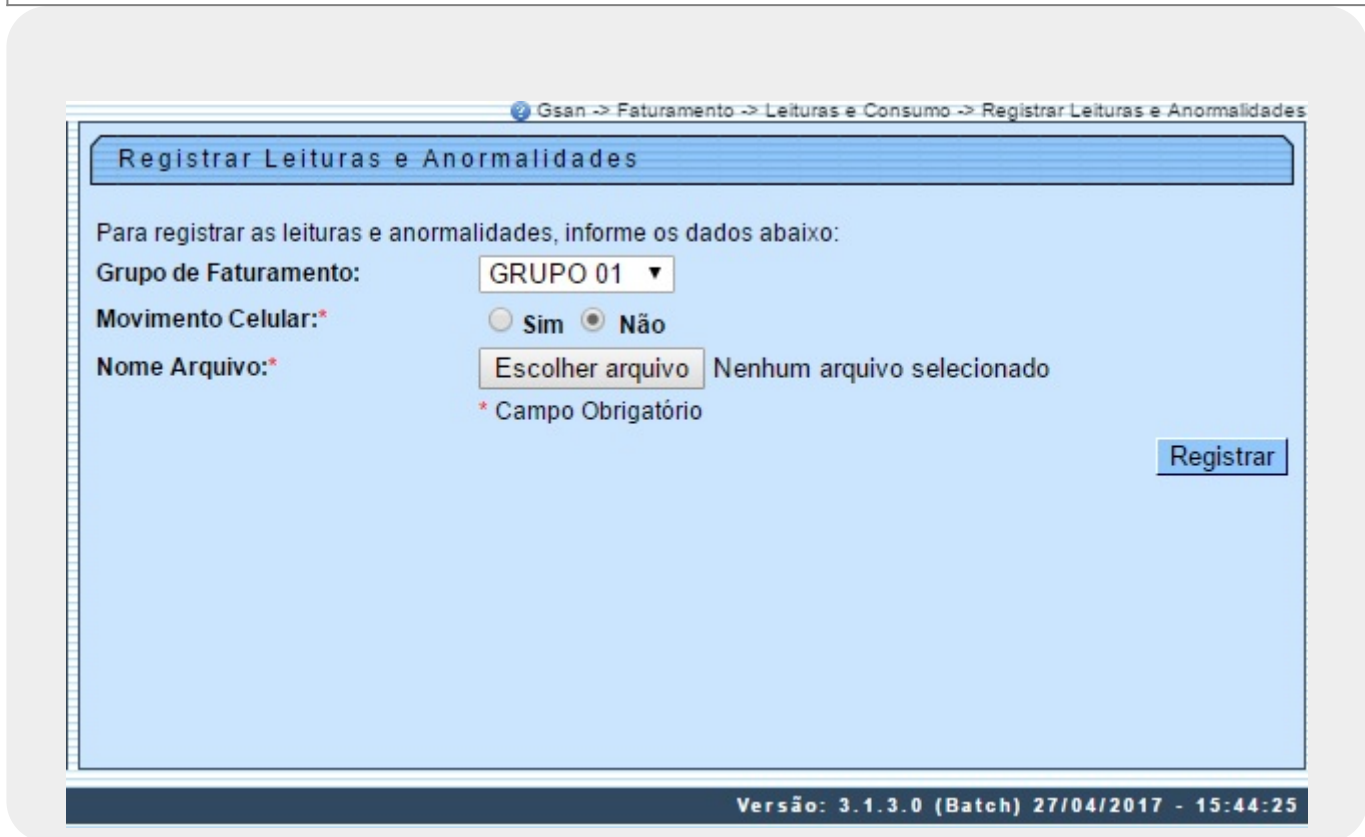 Gsan -> Faturamento -> Leituras e Consumo -> Registrar Leituras e Anormalidades
Registrar Leituras e Anormalidades
Para registrar as leituras e anormalidades, informe os dados abaixo:
Grupo de Faturamento: GRUPO 01
Movimento Celular:* Sim Não
Nome Arquivo:* Escolher arquivo Nenhum arquivo selecionado
* Campo Obrigatório
Registrar
Versão: 3.1.3.0 (Batch) 27/04/2017 - 15:44:25